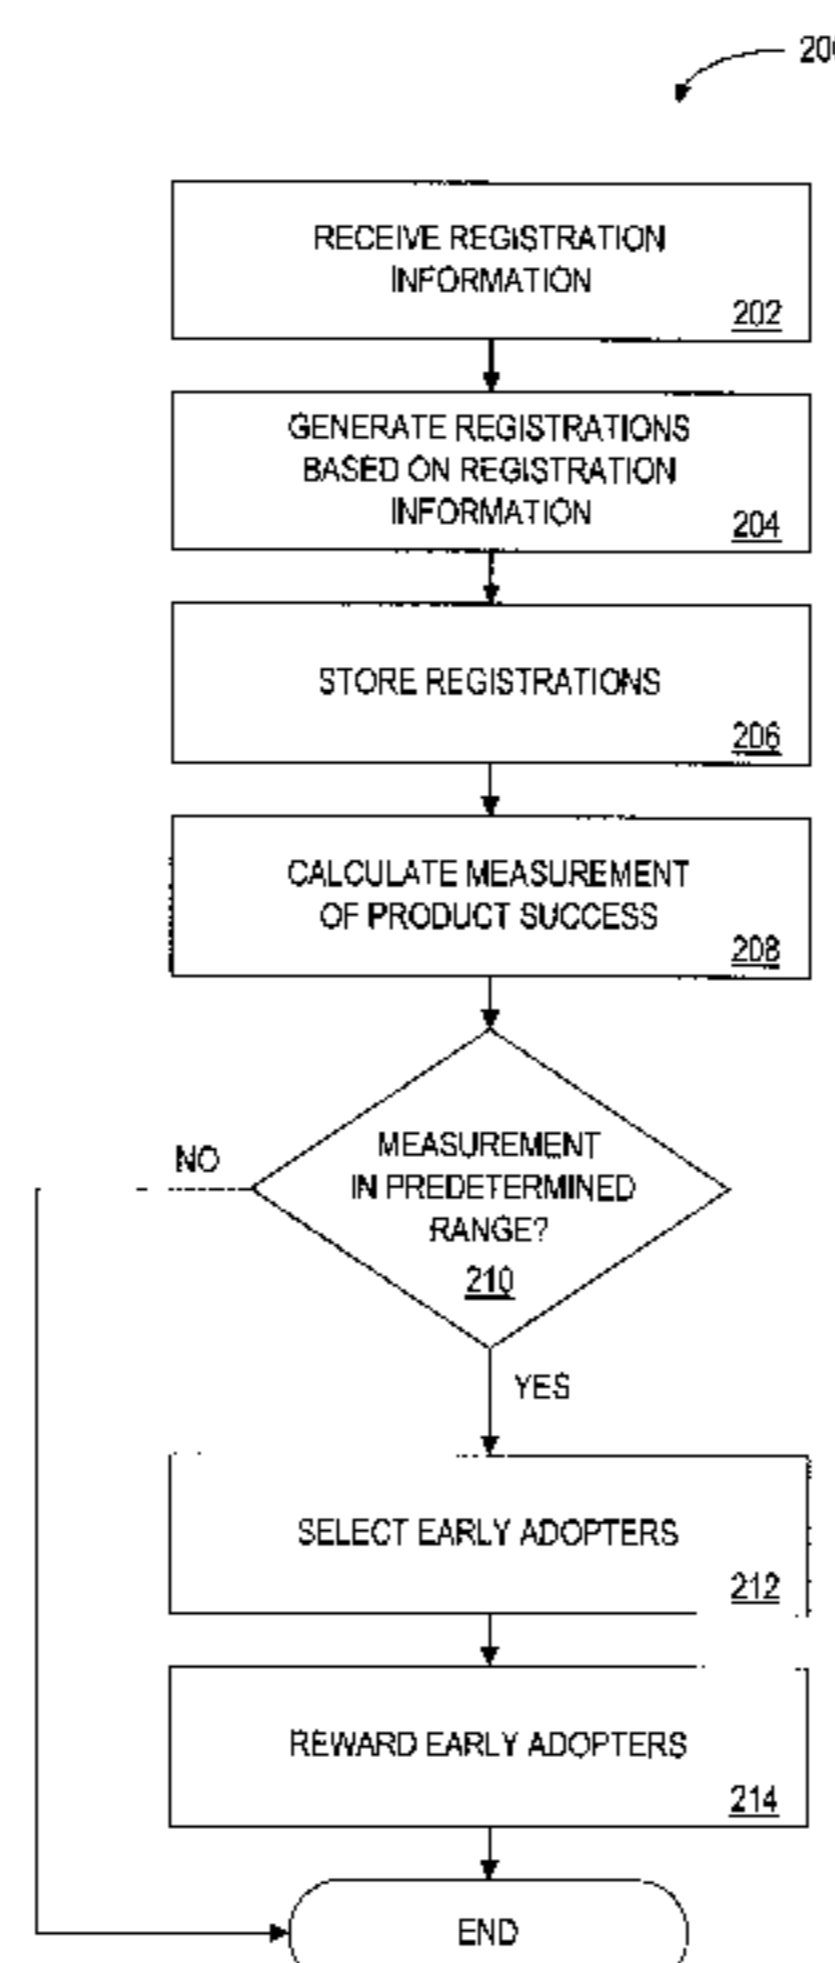 RECEIVE REGISTRATION
INFORMATION
202
GENERATE REGISTRATIONS
BASED ON REGISTRATION
INFORMATION
204
STORE REGISTRATIONS
206
CALCULATE MEASUREMENT
OF PRODUCT SUCCESS
208
NO
MEASUREMENT
IN PREDETERMINED
RANGE?
210
YES
SELECT EARLY ADOPTERS
212
REWARD EARLY ADOPTERS
214
END